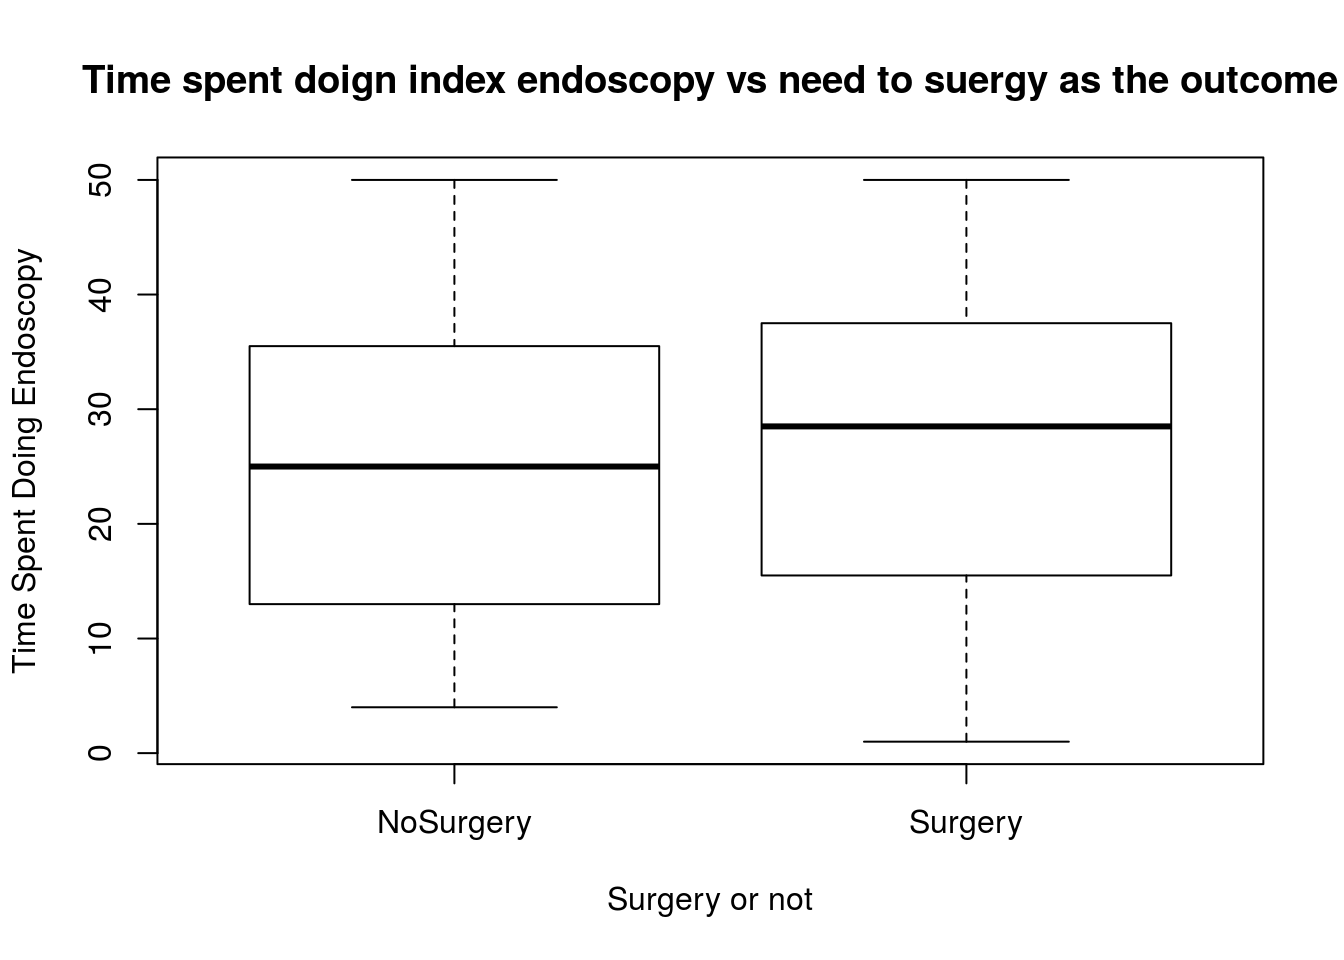 Time spent doign index endoscopy vs need to suergy as the outcome
Time Spent Doing Endoscopy
50
40
30
20
10
0
NoSurgery
Surgery
Surgery or not